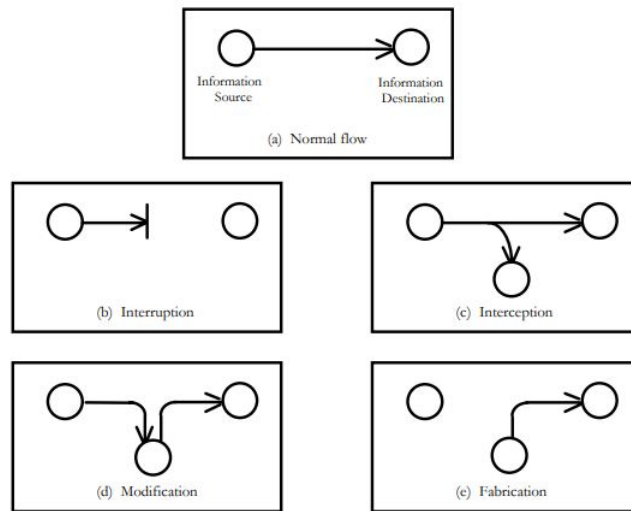 Information Source
Information Destination
(a) Normal flow
(b) Interruption
(c) Interception
(d) Modification
(e) Fabrication